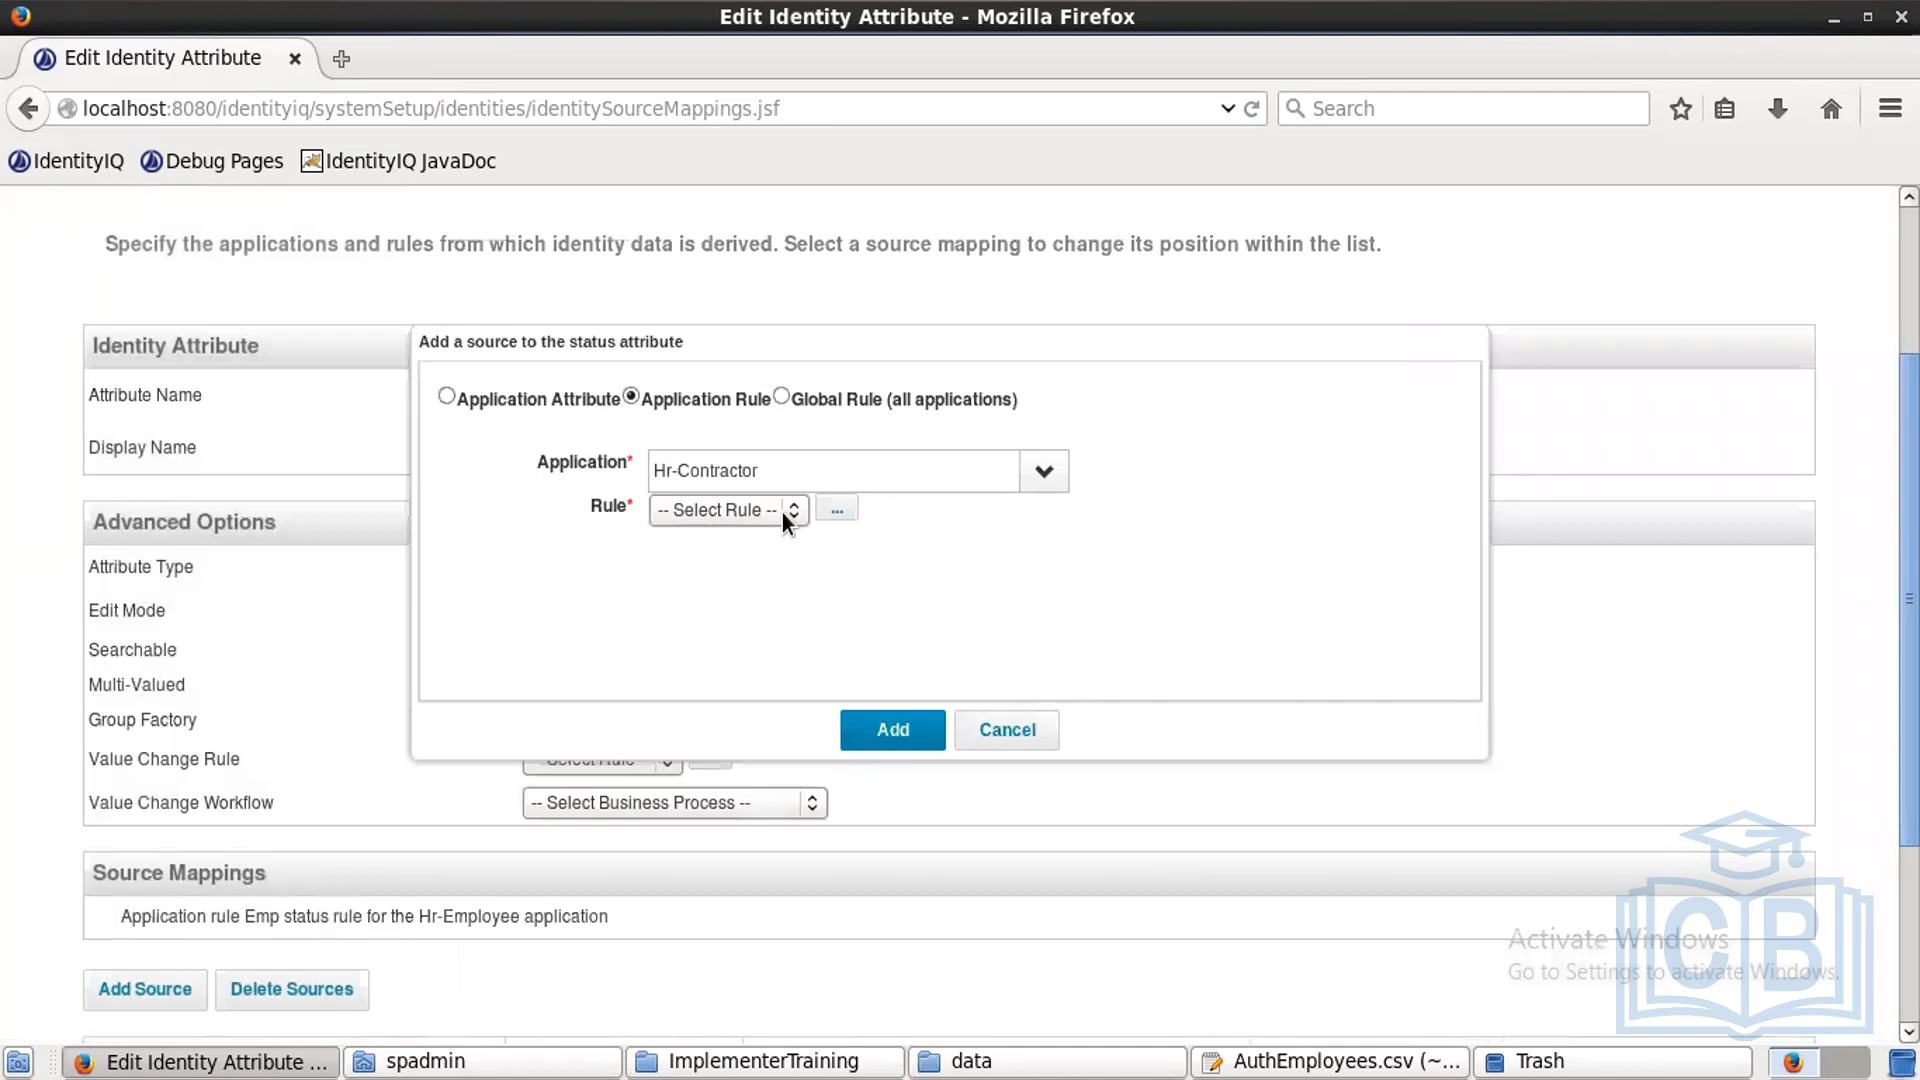 Edit Identity Attribute - Mozilla Firefox
Edit Identity Attribute
localhost:8080/identityiq/systemSetup/identities/identitySourceMappings.jsf
Search
IdentityIQ Debug Pages IdentityIQ JavaDoc
Specify the applications and rules from which identity data is derived. Select a source mapping to change its position within the list.
Identity Attribute
Attribute Name
Display Name
Advanced Options
Attribute Type
Edit Mode
Searchable
Multi-Valued
Group Factory
Value Change Rule
Value Change Workflow
-- Select Business Process --
Add a source to the status attribute
Application Attribute Application Rule Global Rule (all applications)
Application* Hr-Contractor
Rule* -- Select Rule -- ...
Add Cancel
Source Mappings
Application rule Emp status rule for the Hr-Employee application
Add Source Delete Sources
Activate Windows
Go to Settings to activate Windows.
CB
Edit Identity Attribute ... spadmin ImplementerTraining data AuthEmployees.csv (~... Trash